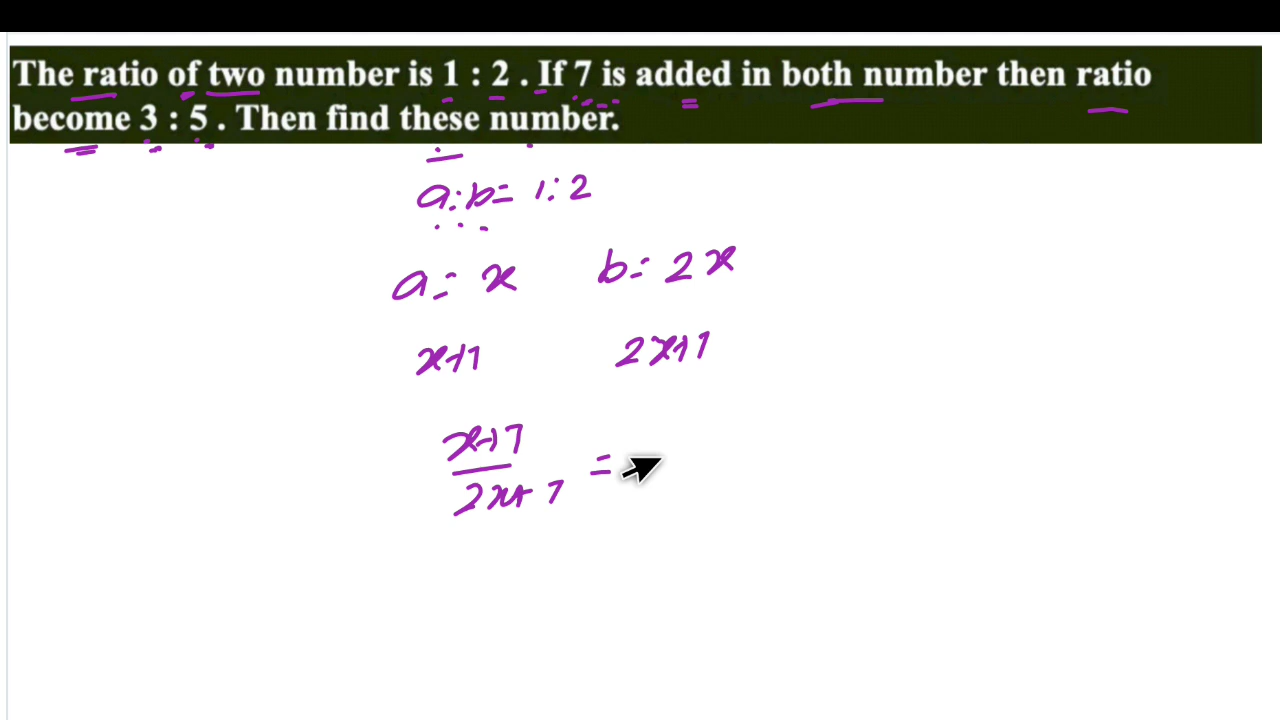 The ratio of two number is 1 : 2 . If 7 is added in both number then ratio
become 3 : 5 . Then find these number.
a:b= 1:2
a= x b= 2x
x+7 2x+7
x+7
2x+7 =